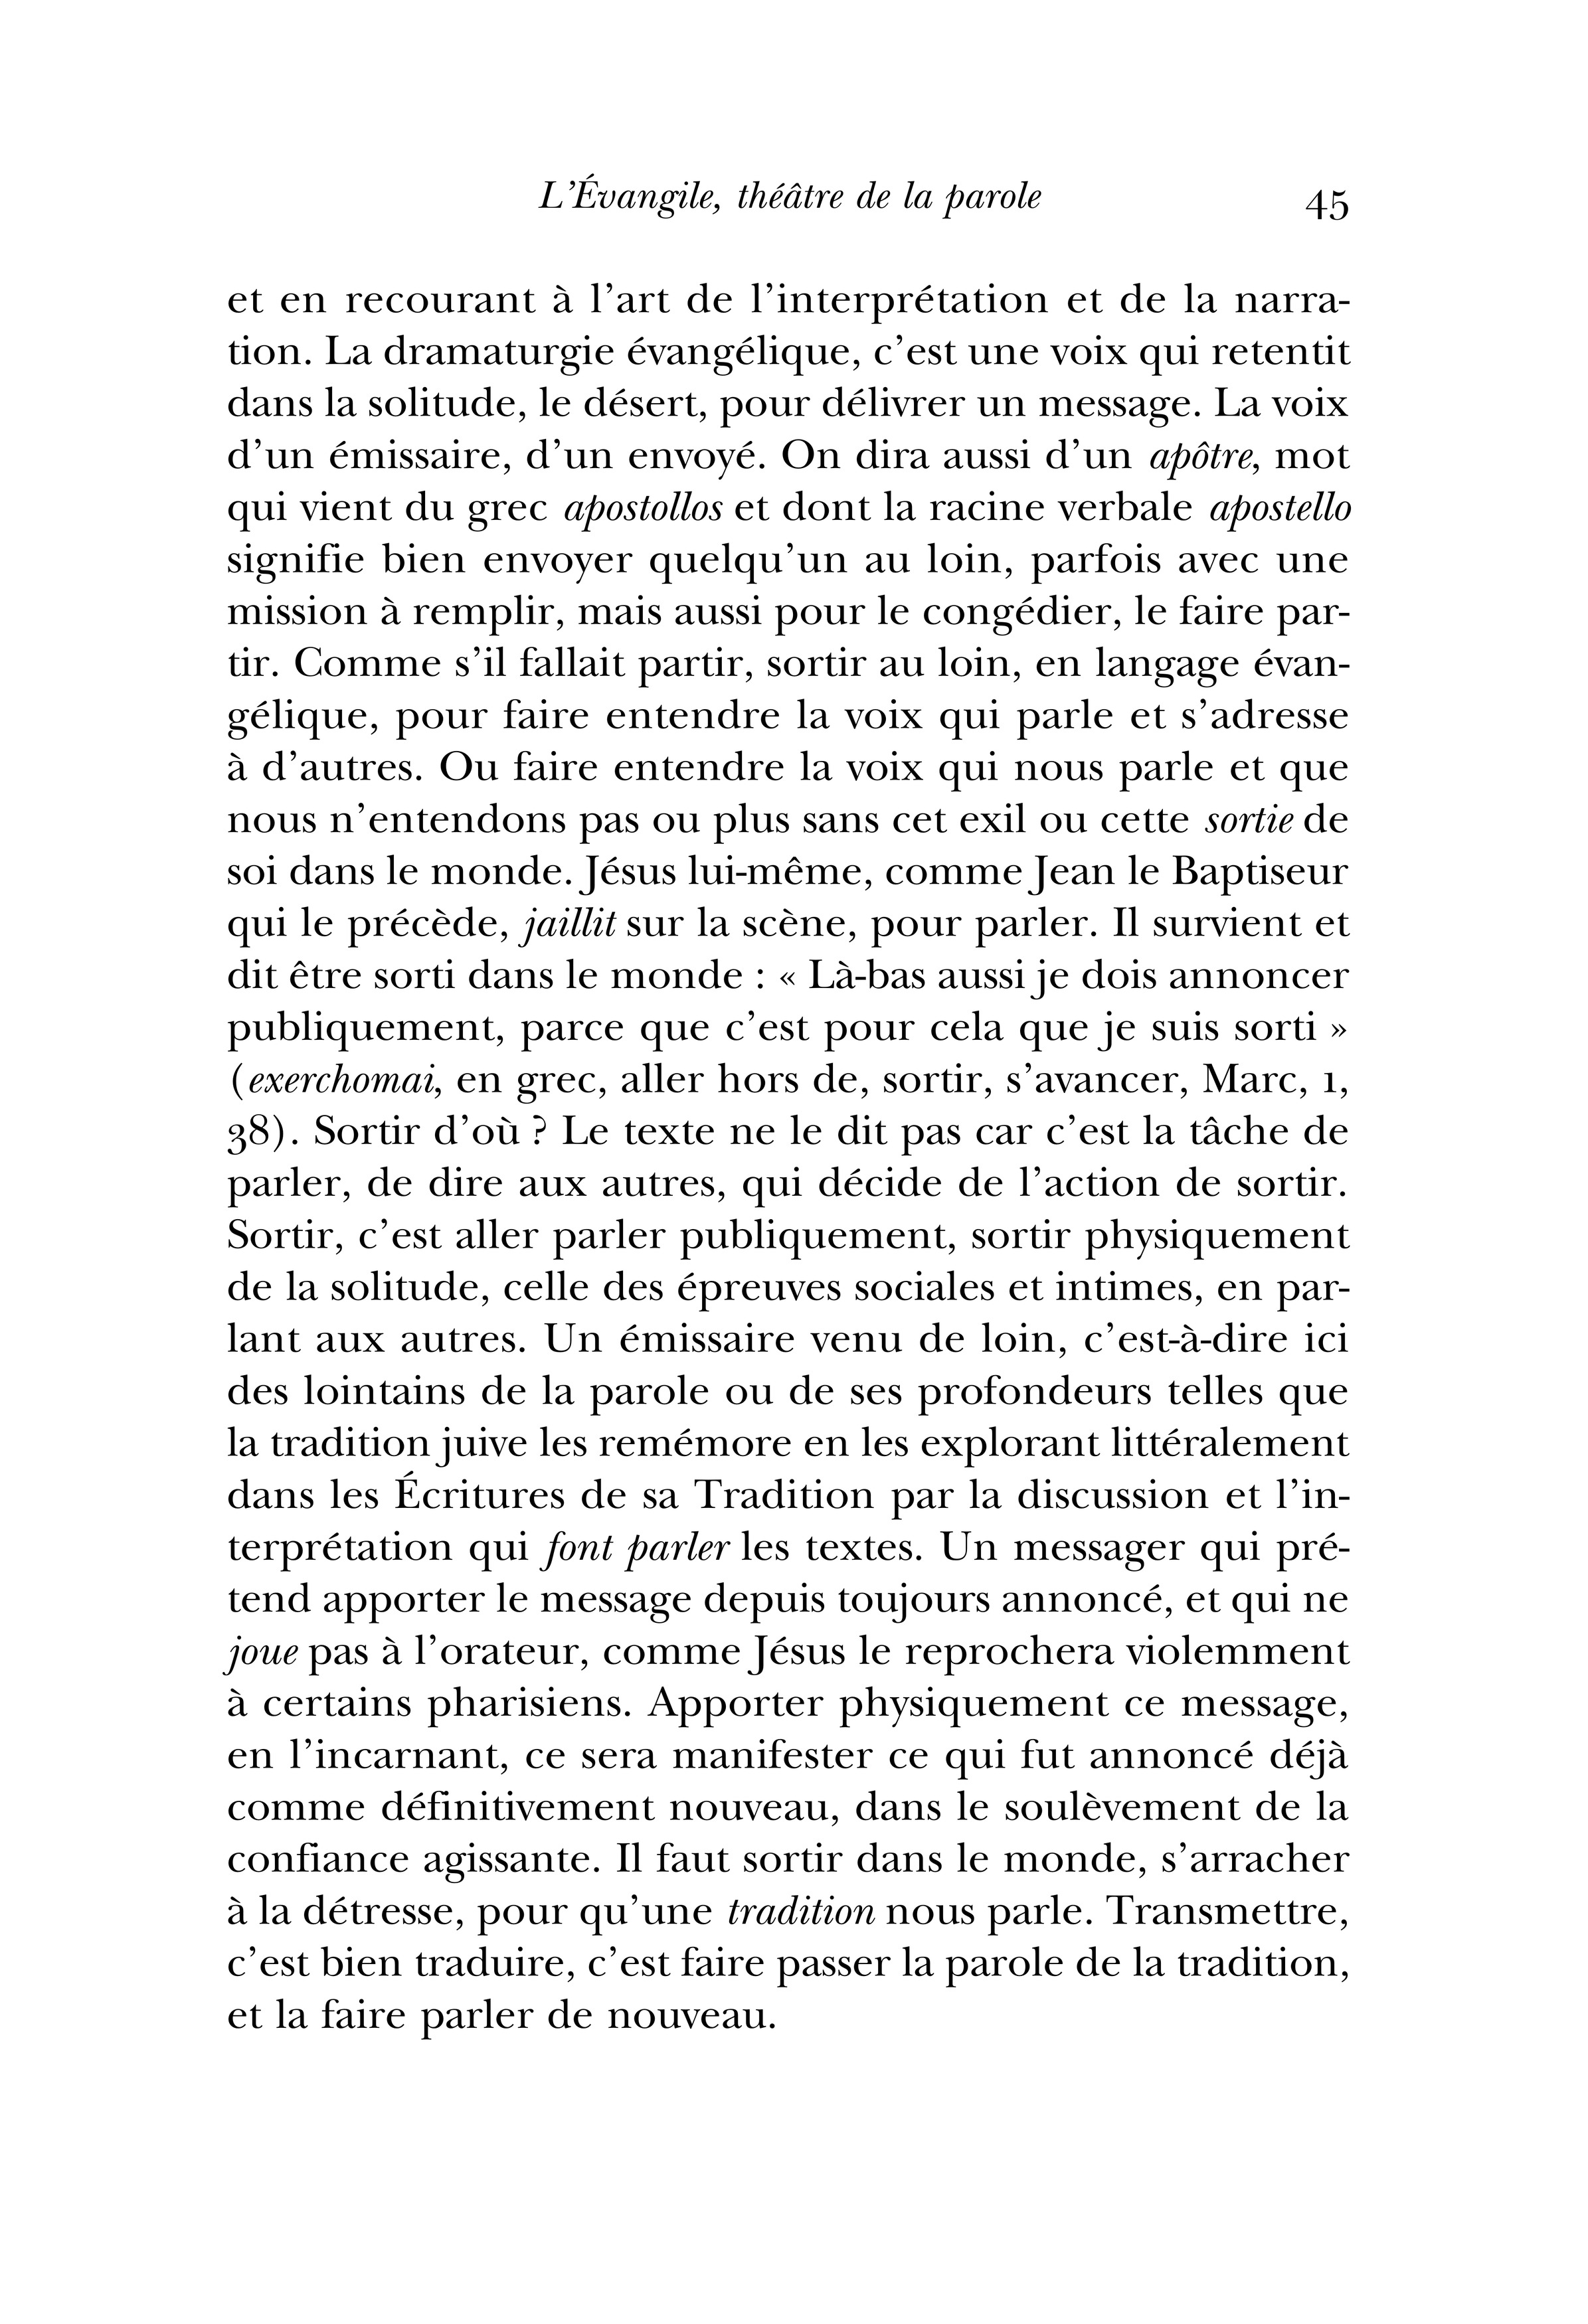 L’Évangile, théâtre de la parole 45
et en recourant à l’art de l’interprétation et de la narra-
tion. La dramaturgie évangélique, c’est une voix qui retentit
dans la solitude, le désert, pour délivrer un message. La voix
d’un émissaire, d’un envoyé. On dira aussi d’un apôtre, mot
qui vient du grec apostollos et dont la racine verbale apostello
signifie bien envoyer quelqu’un au loin, parfois avec une
mission à remplir, mais aussi pour le congédier, le faire par-
tir. Comme s’il fallait partir, sortir au loin, en langage évan-
gélique, pour faire entendre la voix qui parle et s’adresse
à d’autres. Ou faire entendre la voix qui nous parle et que
nous n’entendons pas ou plus sans cet exil ou cette sortie de
soi dans le monde. Jésus lui-même, comme Jean le Baptiseur
qui le précède, jaillit sur la scène, pour parler. Il survient et
dit être sorti dans le monde : « Là-bas aussi je dois annoncer
publiquement, parce que c’est pour cela que je suis sorti »
(exerchomai, en grec, aller hors de, sortir, s’avancer, Marc, 1,
38). Sortir d’où ? Le texte ne le dit pas car c’est la tâche de
parler, de dire aux autres, qui décide de l’action de sortir.
Sortir, c’est aller parler publiquement, sortir physiquement
de la solitude, celle des épreuves sociales et intimes, en par-
lant aux autres. Un émissaire venu de loin, c’est-à-dire ici
des lointains de la parole ou de ses profondeurs telles que
la tradition juive les remémore en les explorant littéralement
dans les Écritures de sa Tradition par la discussion et l’in-
terprétation qui font parler les textes. Un messager qui pré-
tend apporter le message depuis toujours annoncé, et qui ne
joue pas à l’orateur, comme Jésus le reprochera violemment
à certains pharisiens. Apporter physiquement ce message,
en l’incarnant, ce sera manifester ce qui fut annoncé déjà
comme définitivement nouveau, dans le soulèvement de la
confiance agissante. Il faut sortir dans le monde, s’arracher
à la détresse, pour qu’une tradition nous parle. Transmettre,
c’est bien traduire, c’est faire passer la parole de la tradition,
et la faire parler de nouveau.